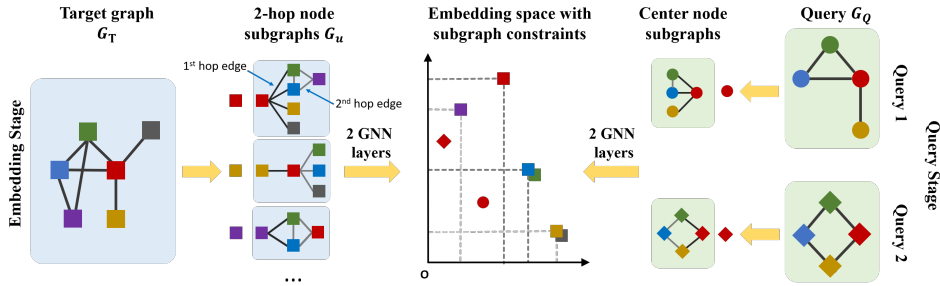 Target graph
G_T
2-hop node
subgraphs G_u
Embedding space with
subgraph constraints
Center node
subgraphs
Query G_Q
Embedding Stage
1st hop edge
2nd hop edge
2 GNN
layers
2 GNN
layers
Query 1
Query 2
Query Stage
O
...